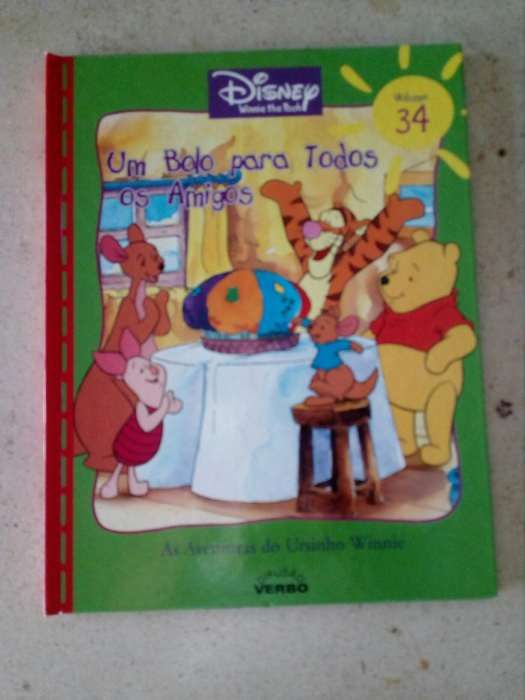 Disney
Winnie the Pooh
Volume
34
Um Bolo para Todos
os Amigos
As Aventuras do Ursinho Winnie
VERBO